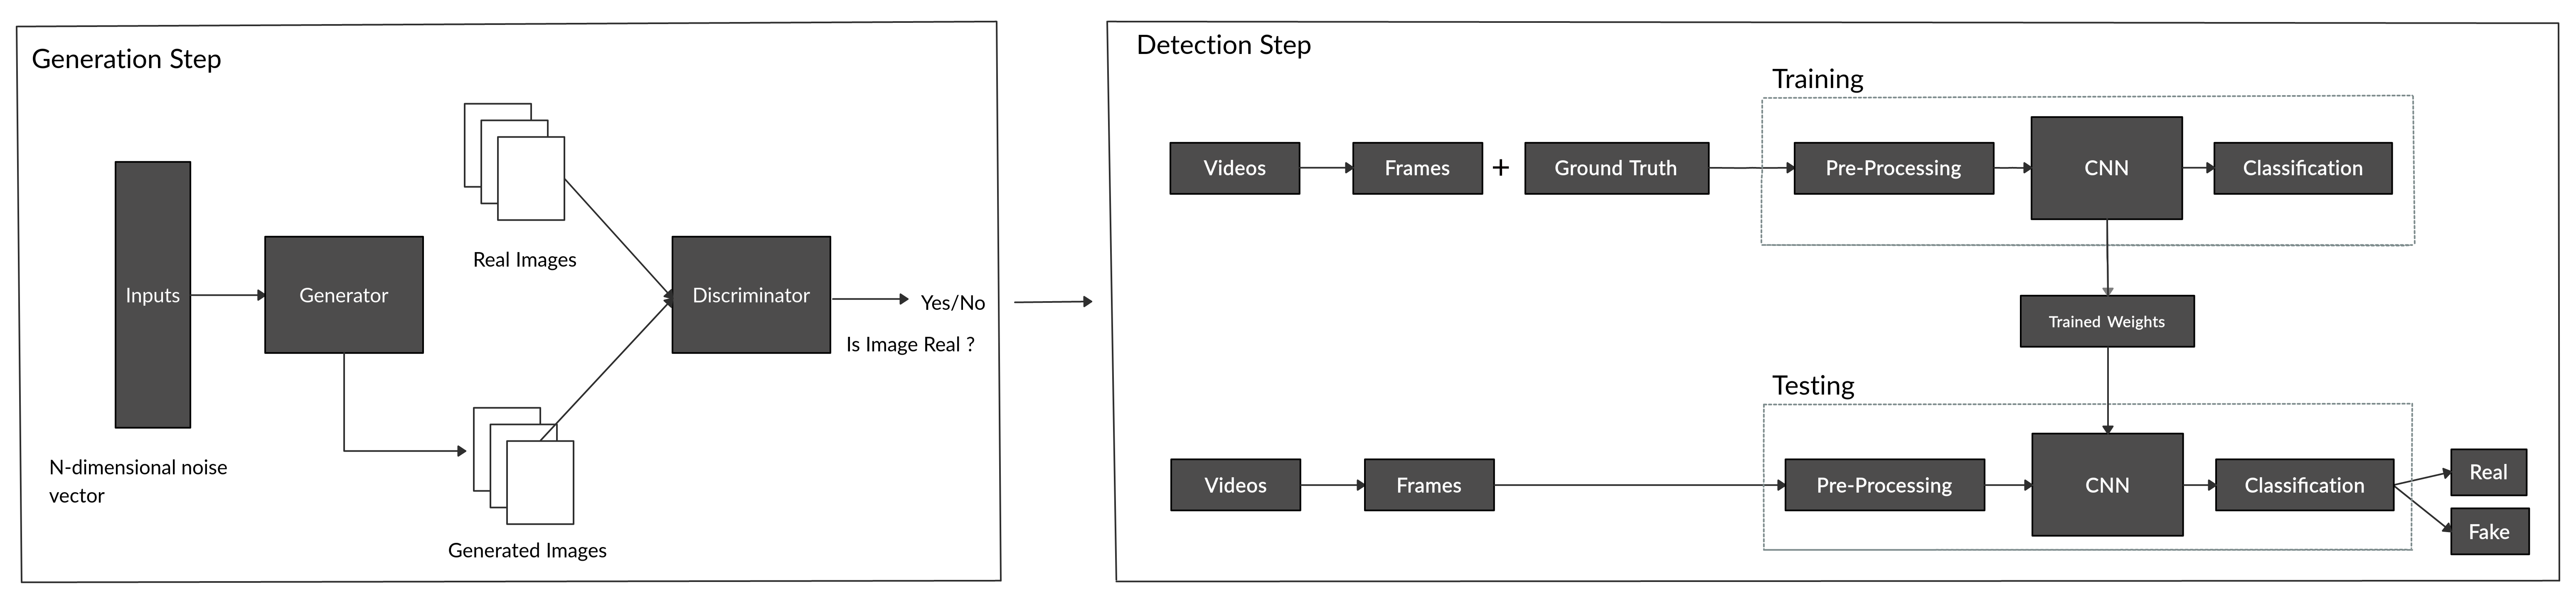 Generation Step
Real Images
Inputs
Generator
Discriminator
Yes/No
Is Image Real ?
N-dimensional noise
vector
Generated Images
Detection Step
Training
Videos
Frames
+
Ground Truth
Pre-Processing
CNN
Classification
Trained Weights
Testing
Videos
Frames
Pre-Processing
CNN
Classification
Real
Fake